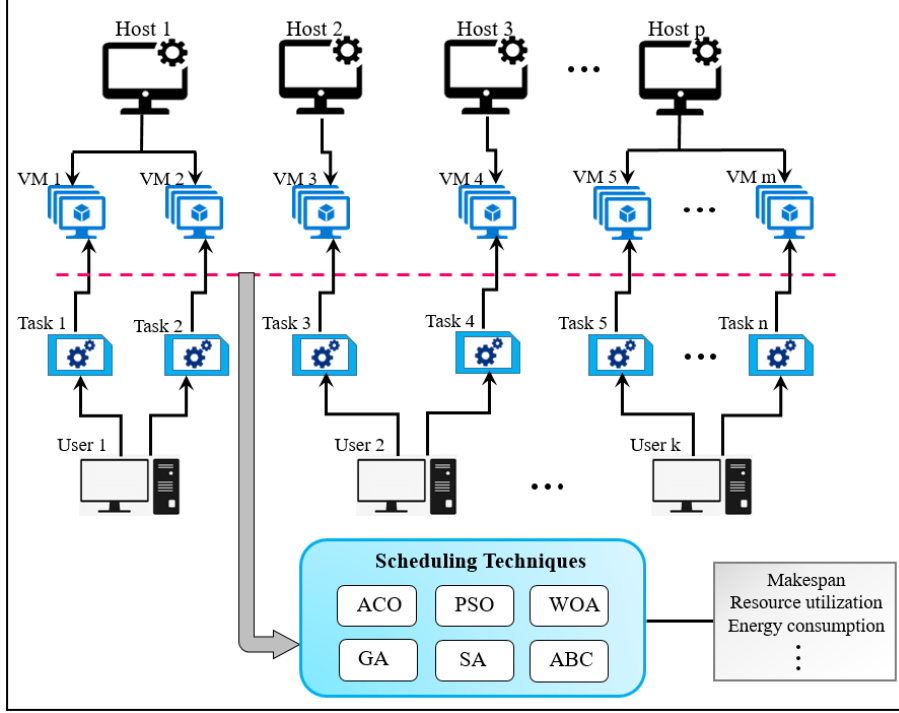 Host 1
Host 2
Host 3
Host p
...
VM 1
VM 2
VM 3
VM 4
VM 5
...
VM m
Task 1
Task 2
Task 3
Task 4
Task 5
...
Task n
User 1
User 2
...
User k
Scheduling Techniques
ACO
PSO
WOA
GA
SA
ABC
Makespan
Resource utilization
Energy consumption
⋮